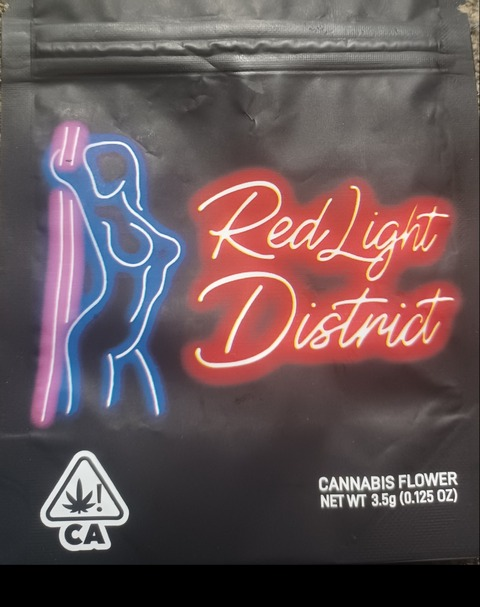 Red Light
District
!
CA
CANNABIS FLOWER
NET WT 3.5g (0.125 OZ)